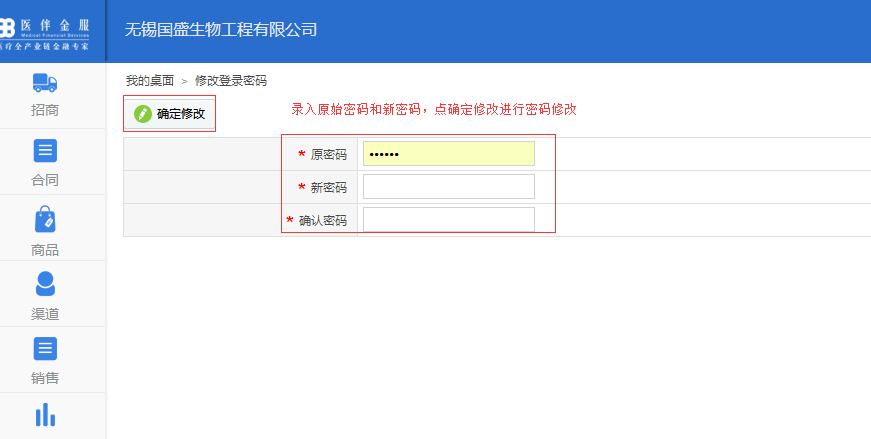 医伴金服
Medical Financial Services
医疗全产业链金融专家
无锡国盛生物工程有限公司
招商
合同
商品
渠道
销售
我的桌面 > 修改登录密码
确定修改
录入原始密码和新密码，点确定修改进行密码修改
* 原密码 ••••••
* 新密码
* 确认密码